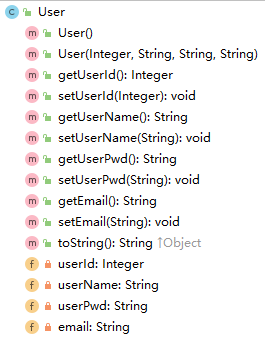 C User
m User()
m User(Integer, String, String, String)
m getUserId(): Integer
m setUserId(Integer): void
m getUserName(): String
m setUserName(String): void
m getUserPwd(): String
m setUserPwd(String): void
m getEmail(): String
m setEmail(String): void
m toString(): String ↑Object
f userId: Integer
f userName: String
f userPwd: String
f email: String